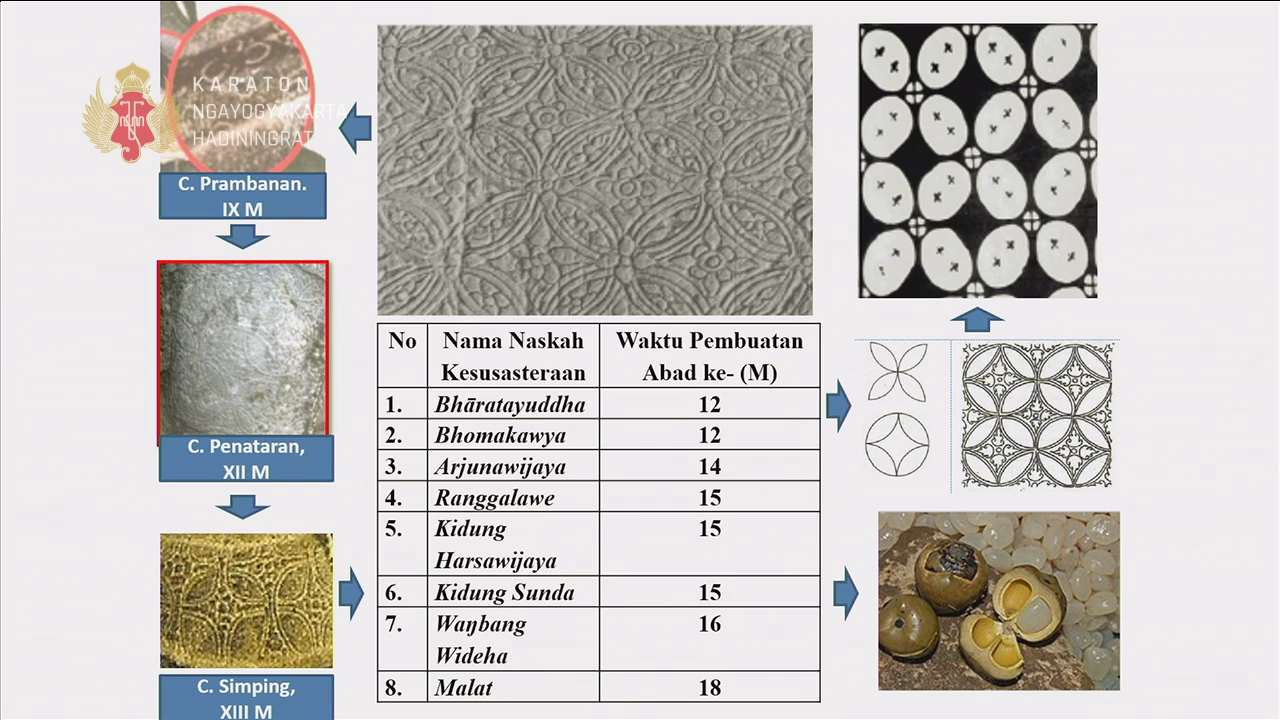 KARATON
NGAYOGYAKARTA
HADININGRAT
C. Prambanan.
IX M
C. Penataran,
XII M
C. Simping,
XIII M
No Nama Naskah Kesusasteraan Waktu Pembuatan Abad ke- (M)
1. Bhāratayuddha 12
2. Bhomakawya 12
3. Arjunawijaya 14
4. Ranggalawe 15
5. Kidung Harsawijaya 15
6. Kidung Sunda 15
7. Waŋbang Wideha 16
8. Malat 18